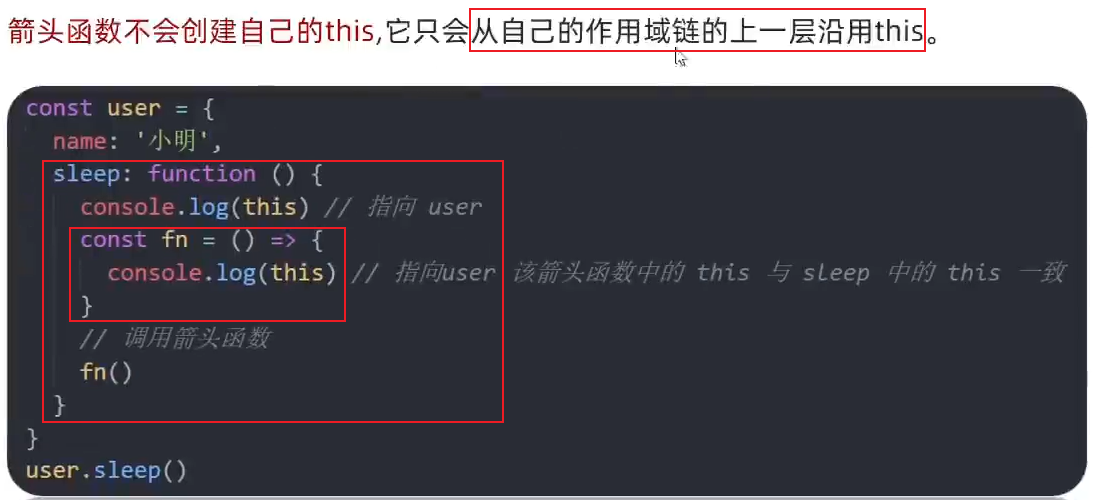 箭头函数不会创建自己的this,它只会从自己的作用域链的上一层沿用this。
const user = {
  name: '小明',
  sleep: function () {
    console.log(this) // 指向 user
    const fn = () => {
      console.log(this) // 指向user 该箭头函数中的 this 与 sleep 中的 this 一致
    }
    // 调用箭头函数
    fn()
  }
}
user.sleep()